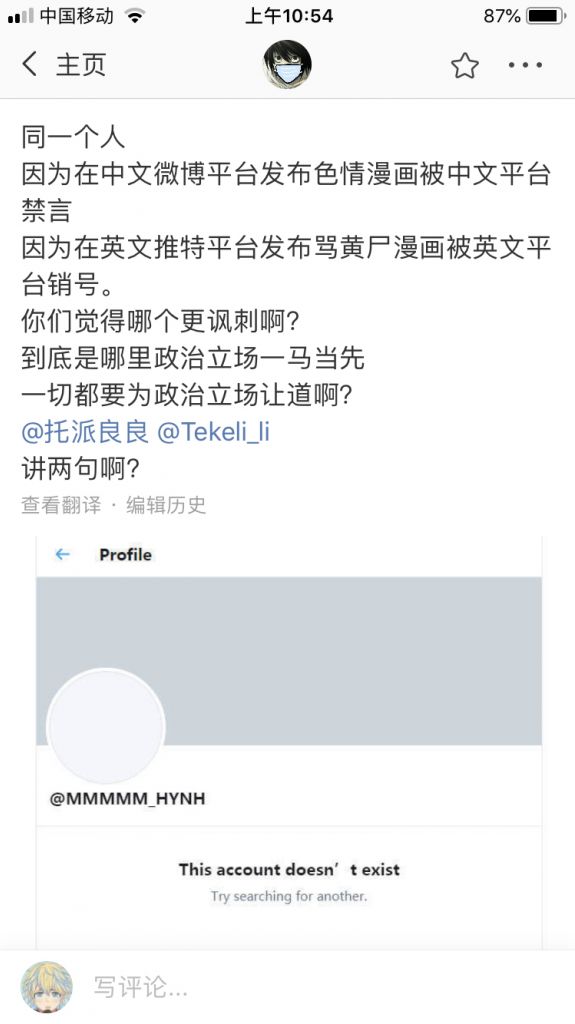 中国移动 上午10:54 87%
主页
同一个人
因为在中文微博平台发布色情漫画被中文平台
禁言
因为在英文推特平台发布骂黄尸漫画被英文平
台销号。
你们觉得哪个更讽刺啊?
到底是哪里政治立场一马当先
一切都要为政治立场让道啊?
@托派良良 @Tekeli_li
讲两句啊?
查看翻译 · 编辑历史
Profile
@MMMMM_HYNH
This account doesn't exist
Try searching for another.
写评论...